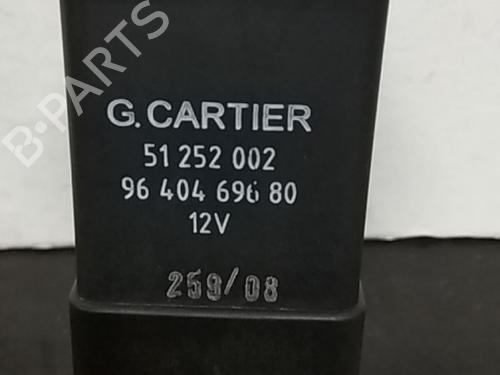 B-PARTS
G.CARTIER
51 252 002
96 404 696 80
12V
259/08